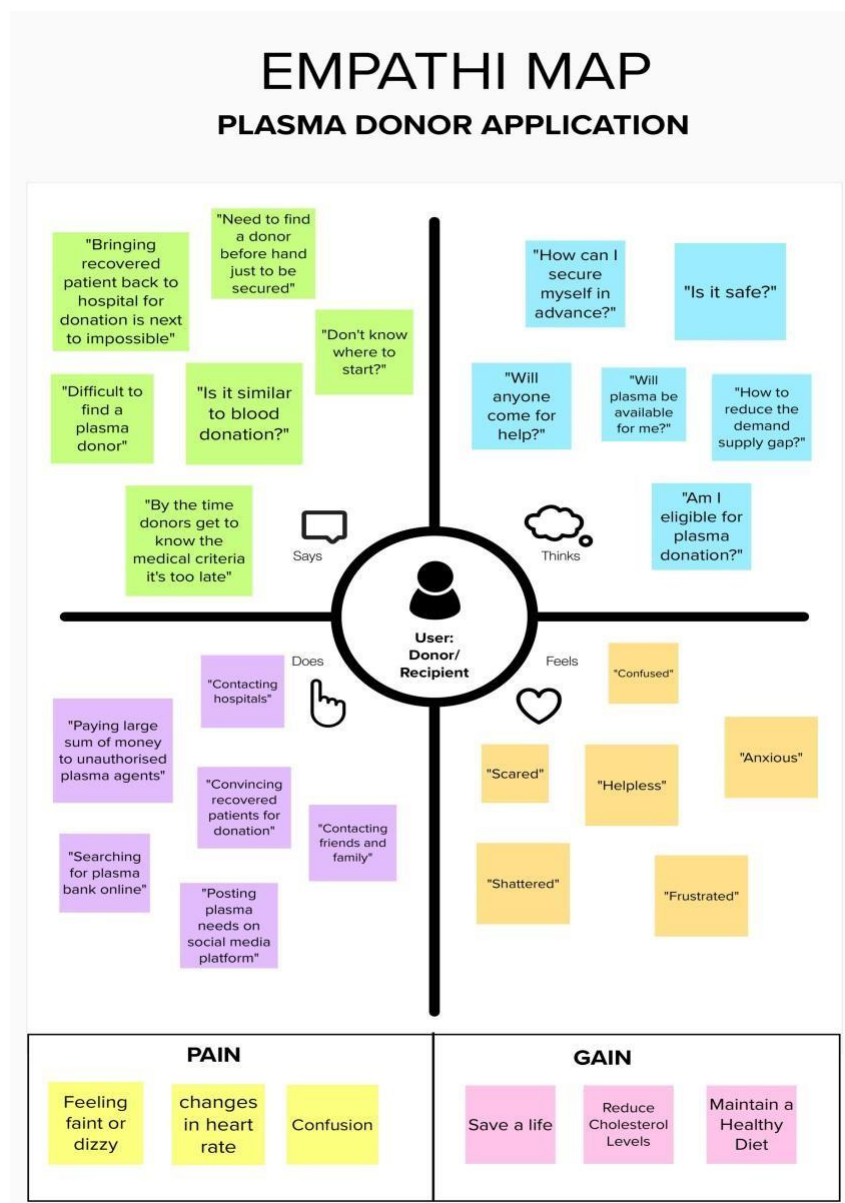 EMPATHI MAP
PLASMA DONOR APPLICATION
"Bringing
recovered
patient back to
hospital for
donation is next
to impossible"
"Need to find
a donor
before hand
just to be
secured"
"Don't know
where to
start?"
"Difficult to
find a
plasma
donor"
"Is it similar
to blood
donation?"
"By the time
donors get to
know the
medical criteria
it's too late"
Says
"How can I
secure
myself in
advance?"
"Is it safe?"
"Will
anyone
come for
help?"
"Will
plasma be
available
for me?"
"How to
reduce the
demand
supply gap?"
"Am I
eligible for
plasma
donation?"
Thinks
User:
Donor/
Recipient
Does
"Contacting
hospitals"
"Paying large
sum of money
to unauthorised
plasma agents"
"Convincing
recovered
patients for
donation"
"Contacting
friends and
family"
"Searching
for plasma
bank online"
"Posting
plasma
needs on
social media
platform"
Feels
"Confused"
"Scared"
"Helpless"
"Anxious"
"Shattered"
"Frustrated"
PAIN
Feeling
faint or
dizzy
changes
in heart
rate
Confusion
GAIN
Save a life
Reduce
Cholesterol
Levels
Maintain a
Healthy
Diet